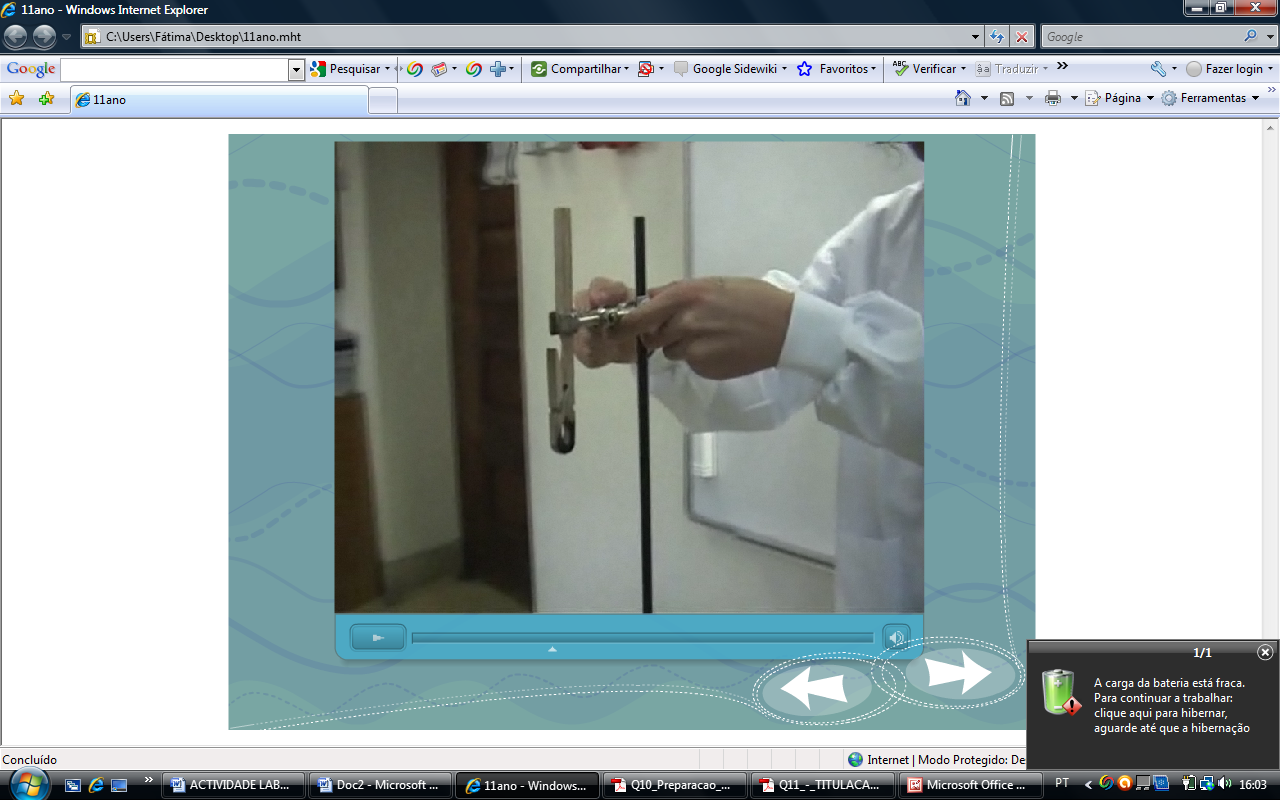 11ano - Windows Internet Explorer
C:\Users\Fátima\Desktop\11ano.mht
Google
Google
Pesquisar
Compartilhar
Google Sidewiki
Favoritos
ABC
Verificar
Traduzir
Fazer login
11ano
Página
Ferramentas
1/1
A carga da bateria está fraca.
Para continuar a trabalhar:
clique aqui para hibernar,
aguarde até que a hibernação
Concluído
Internet | Modo Protegido: De
ACTIVIDADE LAB...
Doc2 - Microsoft ...
11ano - Windows...
Q10_Preparacao_...
Q11_-_TITULACA...
Microsoft Office ...
PT
16:03